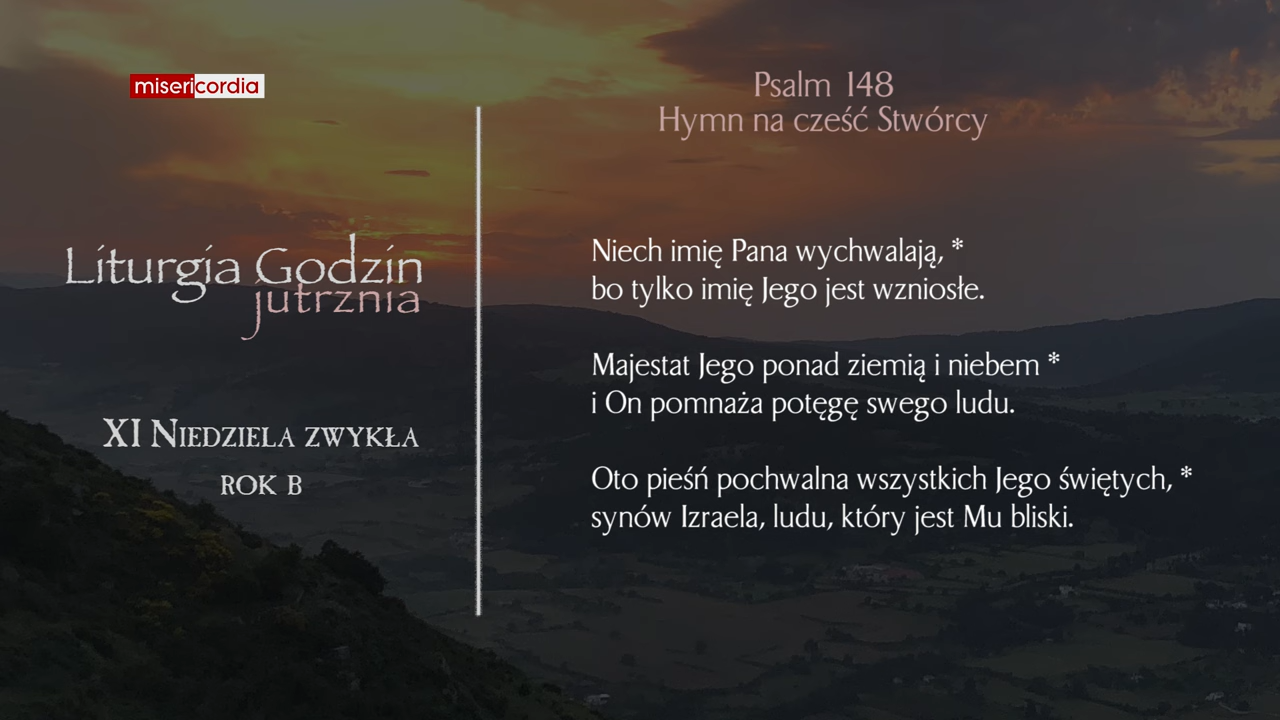 misericordia
Liturgia Godzin
jutrznia
XI Niedziela zwykła
rok B
Psalm 148
Hymn na cześć Stwórcy
Niech imię Pana wychwalają, *
bo tylko imię Jego jest wzniosłe.
Majestat Jego ponad ziemią i niebem *
i On pomnaża potęgę swego ludu.
Oto pieśń pochwalna wszystkich Jego świętych, *
synów Izraela, ludu, który jest Mu bliski.